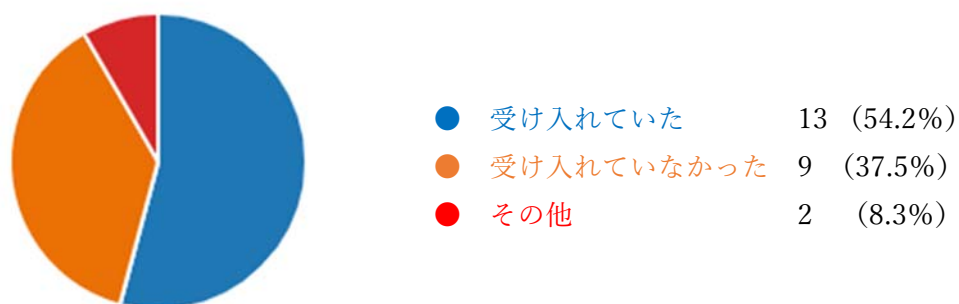 受け入れていた 13 （54.2%）
受け入れていなかった 9 （37.5%）
その他 2 （8.3%）